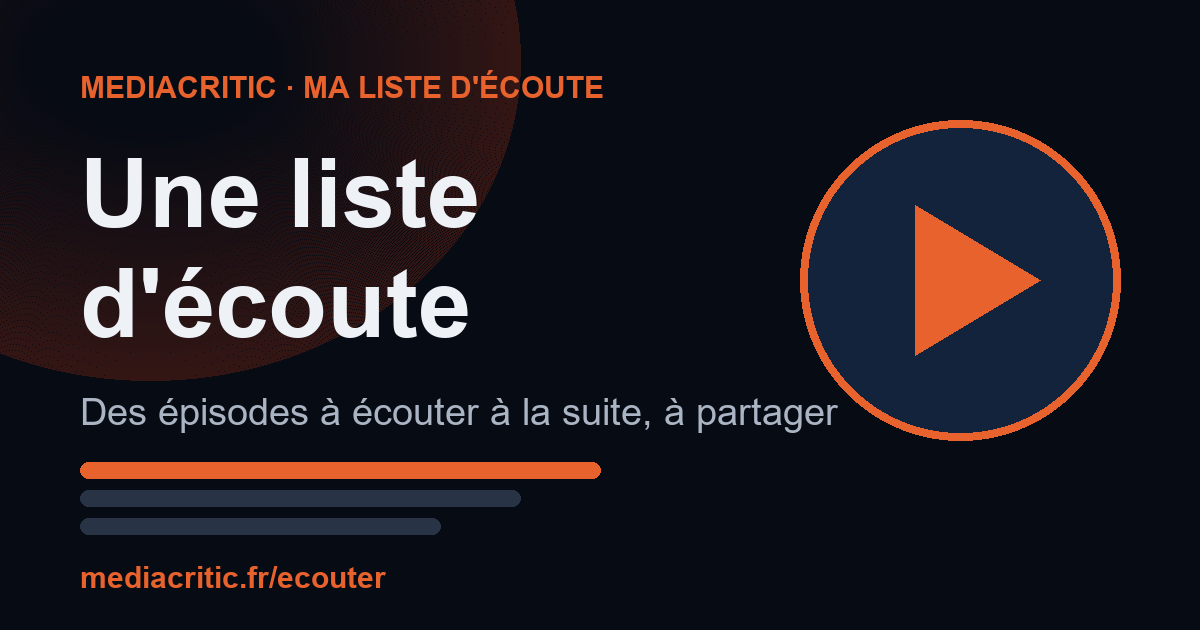 MEDIACRITIC · MA LISTE D'ÉCOUTE
Une liste
d'écoute
Des épisodes à écouter à la suite, à partager
mediacritic.fr/ecouter